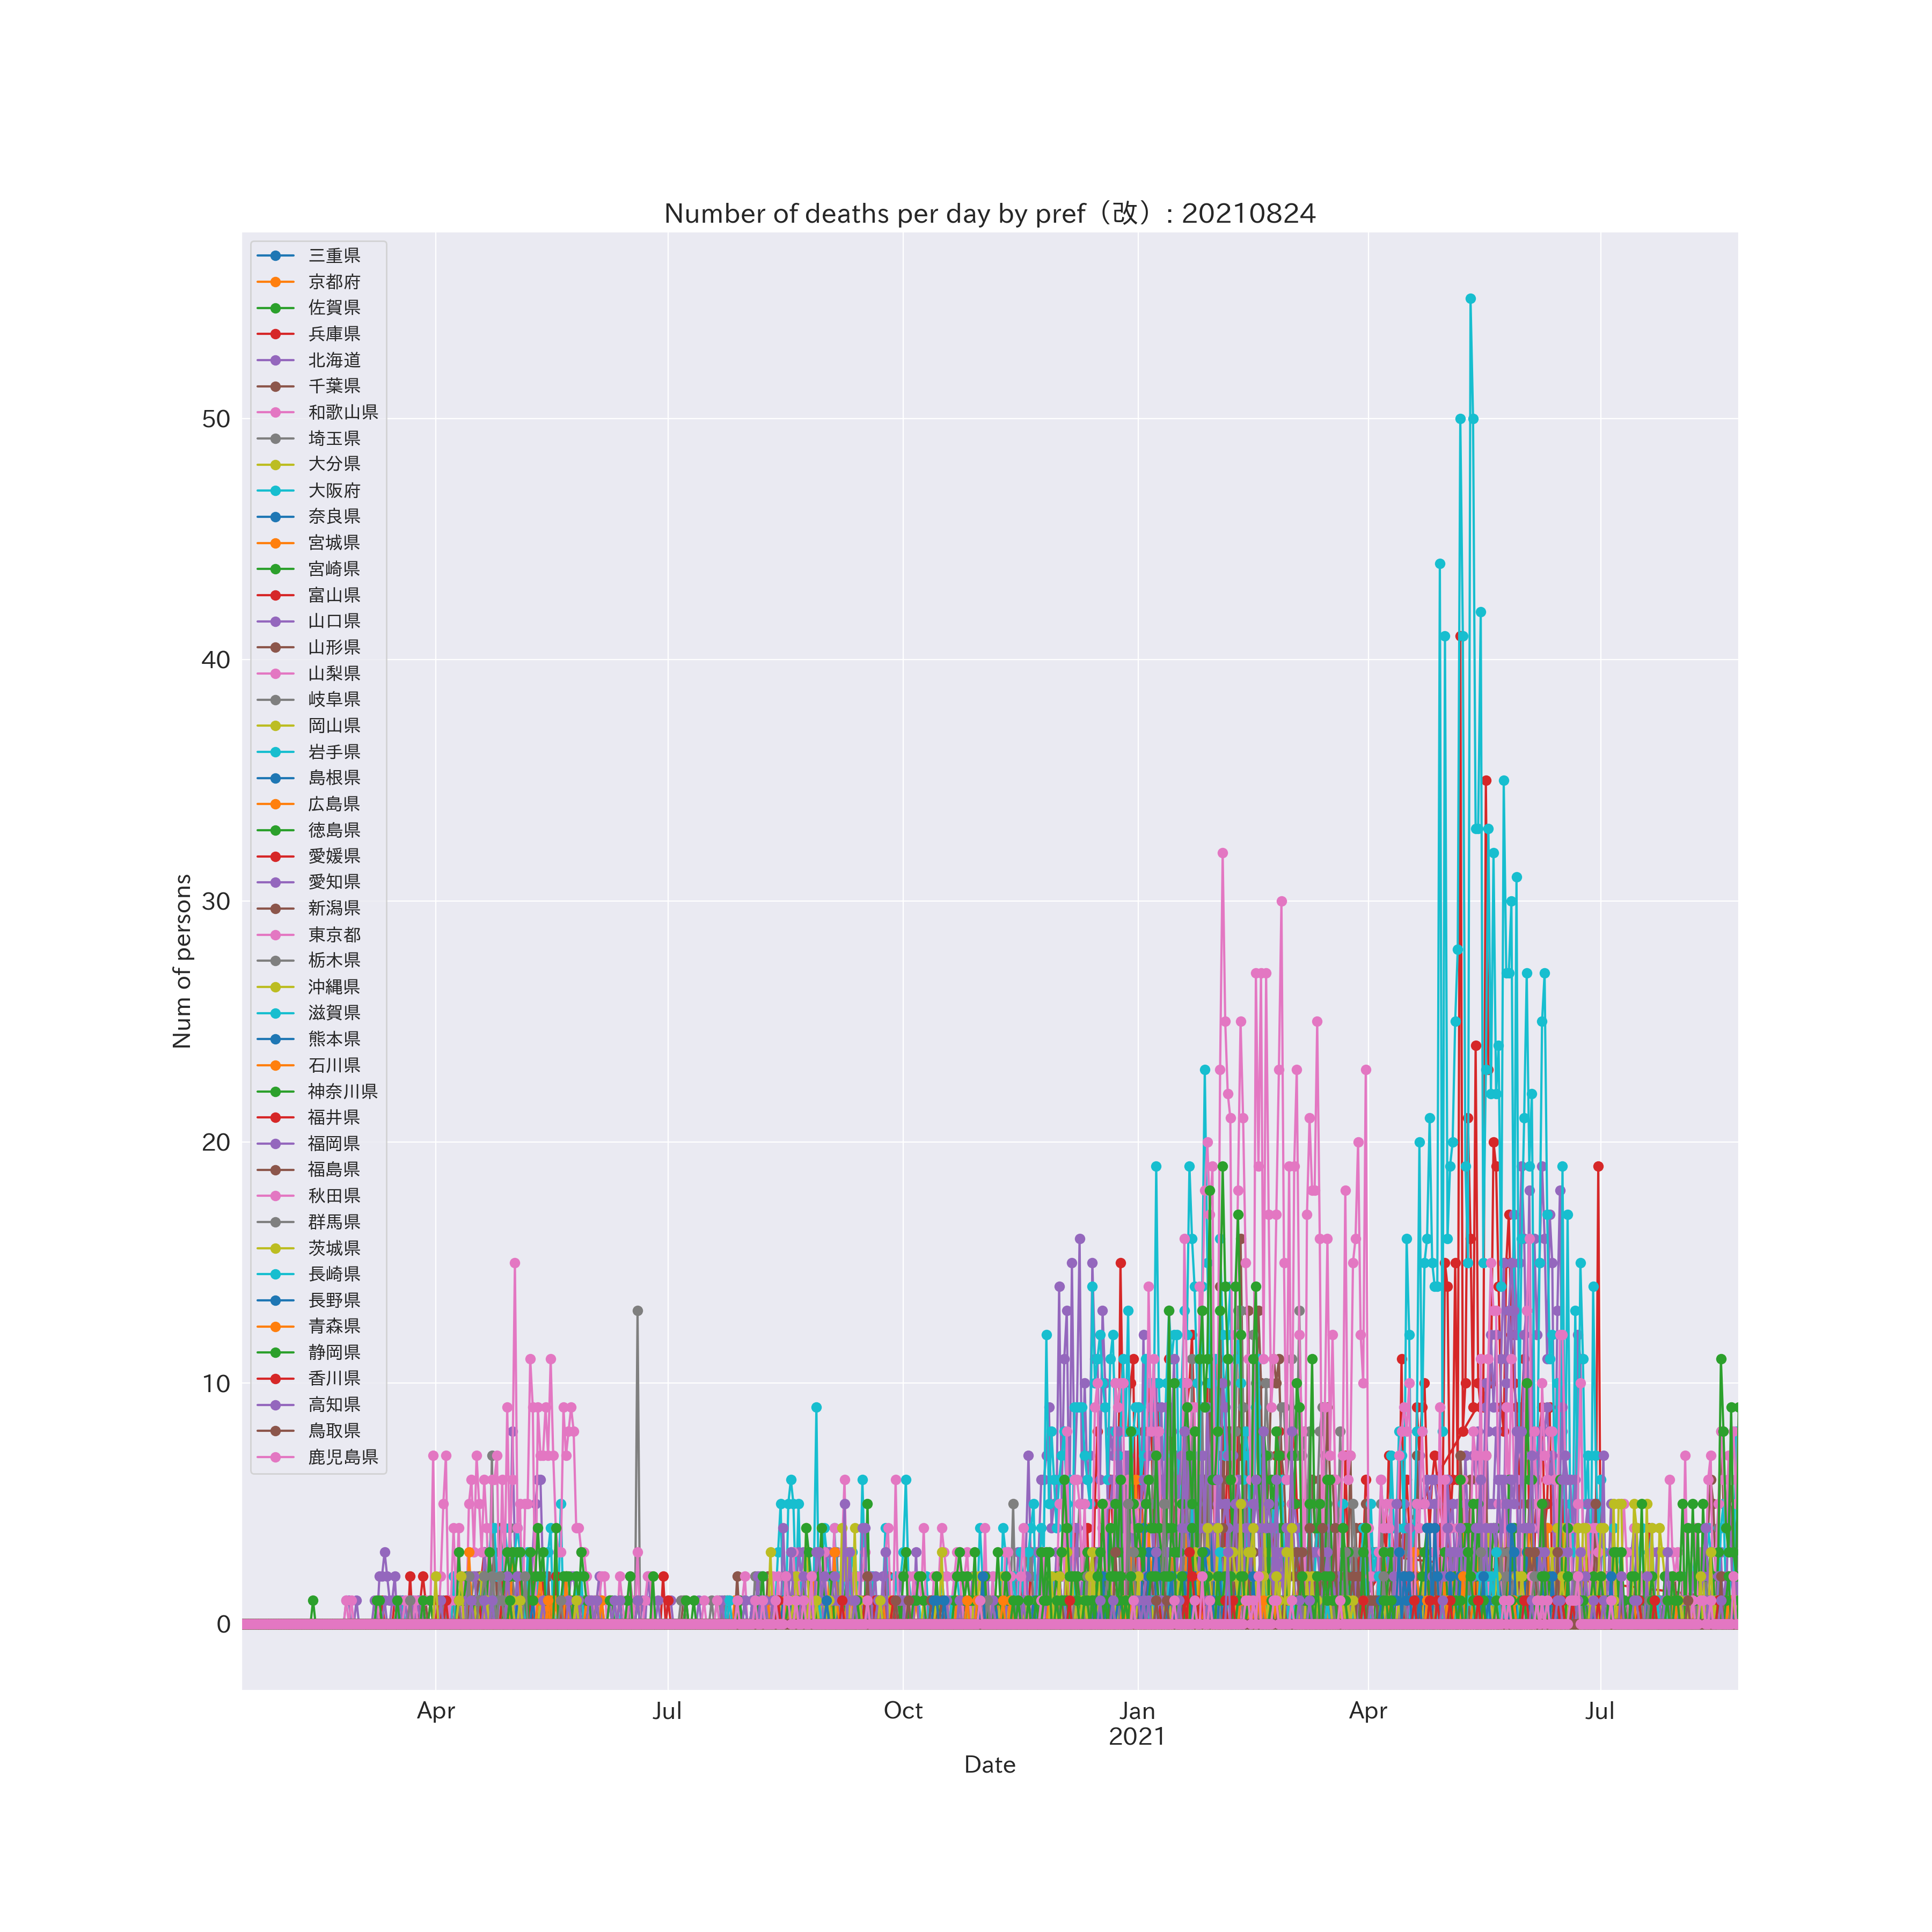 Number of deaths per day by pref（改）: 20210824
三重県
京都府
佐賀県
兵庫県
北海道
千葉県
和歌山県
埼玉県
大分県
大阪府
奈良県
宮城県
宮崎県
富山県
山口県
山形県
山梨県
岐阜県
岡山県
岩手県
島根県
広島県
徳島県
愛媛県
愛知県
新潟県
東京都
栃木県
沖縄県
滋賀県
熊本県
石川県
神奈川県
福井県
福岡県
福島県
秋田県
群馬県
茨城県
長崎県
長野県
青森県
静岡県
香川県
高知県
鳥取県
鹿児島県
50
40
30
20
10
0
Num of persons
Apr
Jul
Oct
Jan
2021
Apr
Jul
Date